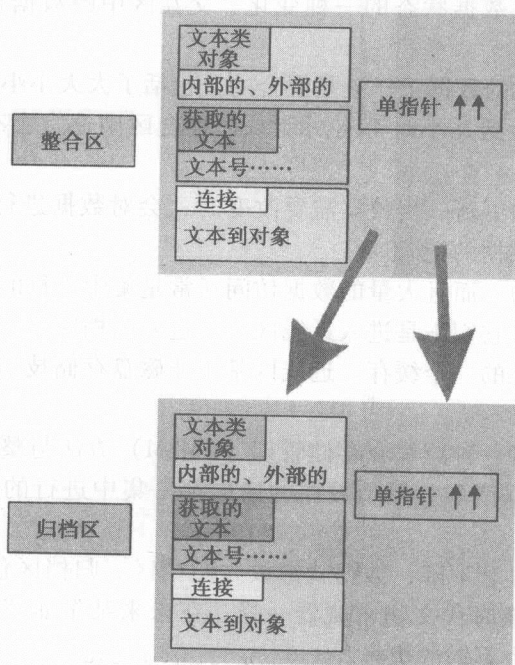 文本类
对象
内部的、外部的
获取的
文本
文本号……
连接
文本到对象
单指针
整合区
文本类
对象
内部的、外部的
获取的
文本
文本号……
连接
文本到对象
单指针
归档区